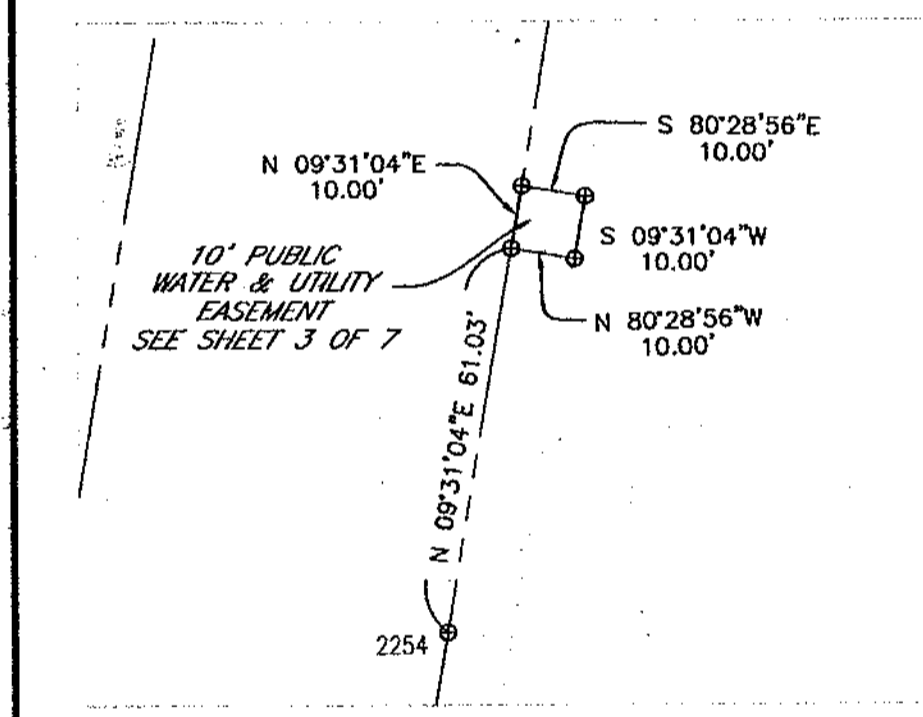 S 80°28'56"E
10.00'
N 09°31'04"E
10.00'
S 09°31'04"W
10.00'
10' PUBLIC
WATER & UTILITY
EASEMENT
SEE SHEET 3 OF 7
N 80°28'56"W
10.00'
N 09°31'04"E 61.03'
2254